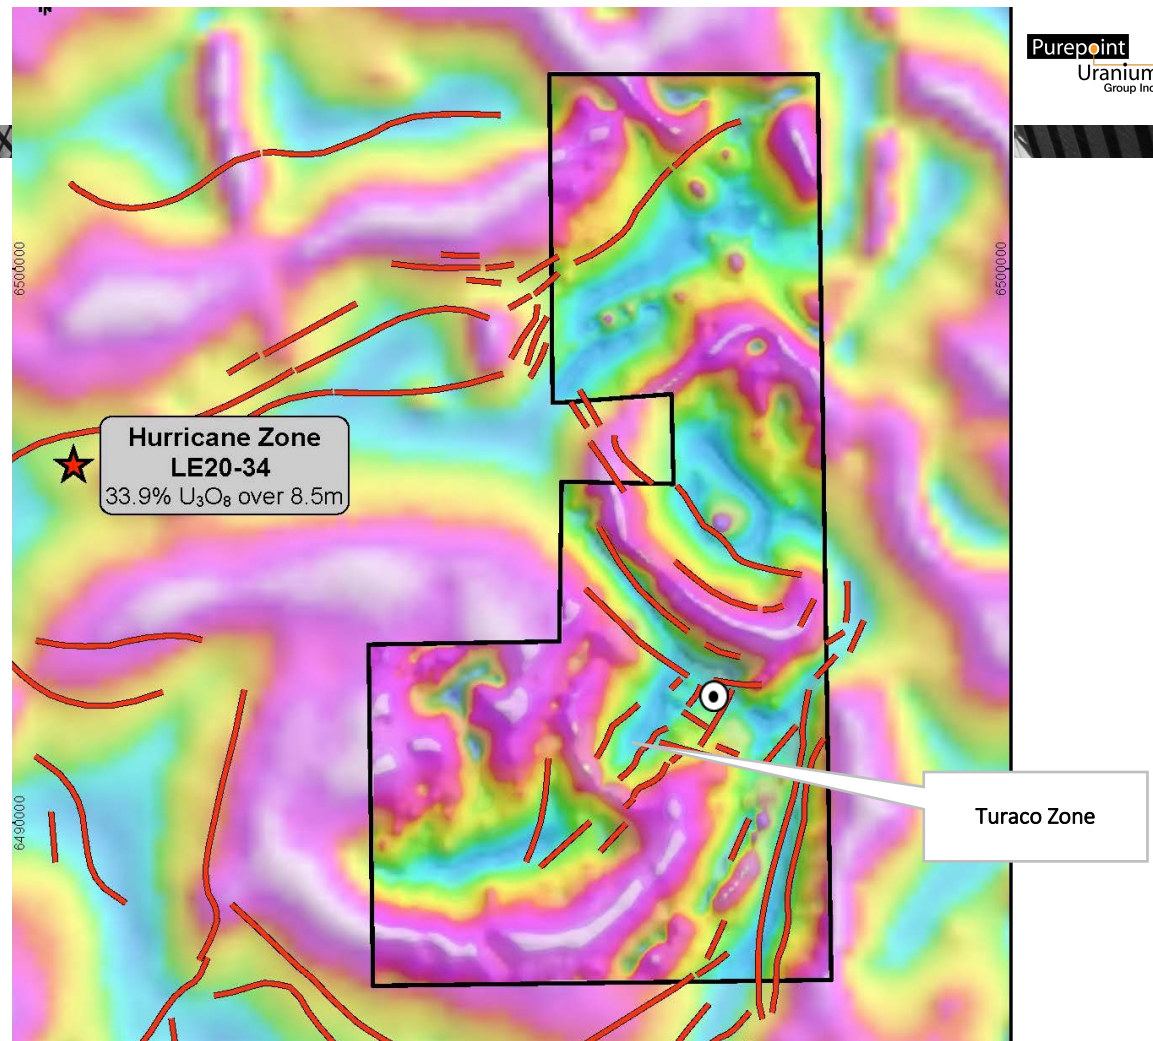 N
Purepoint
Uranium
Group Inc
6500000
6500000
Hurricane Zone
LE20-34
33.9% U₃O₈ over 8.5m
Turaco Zone
6490000